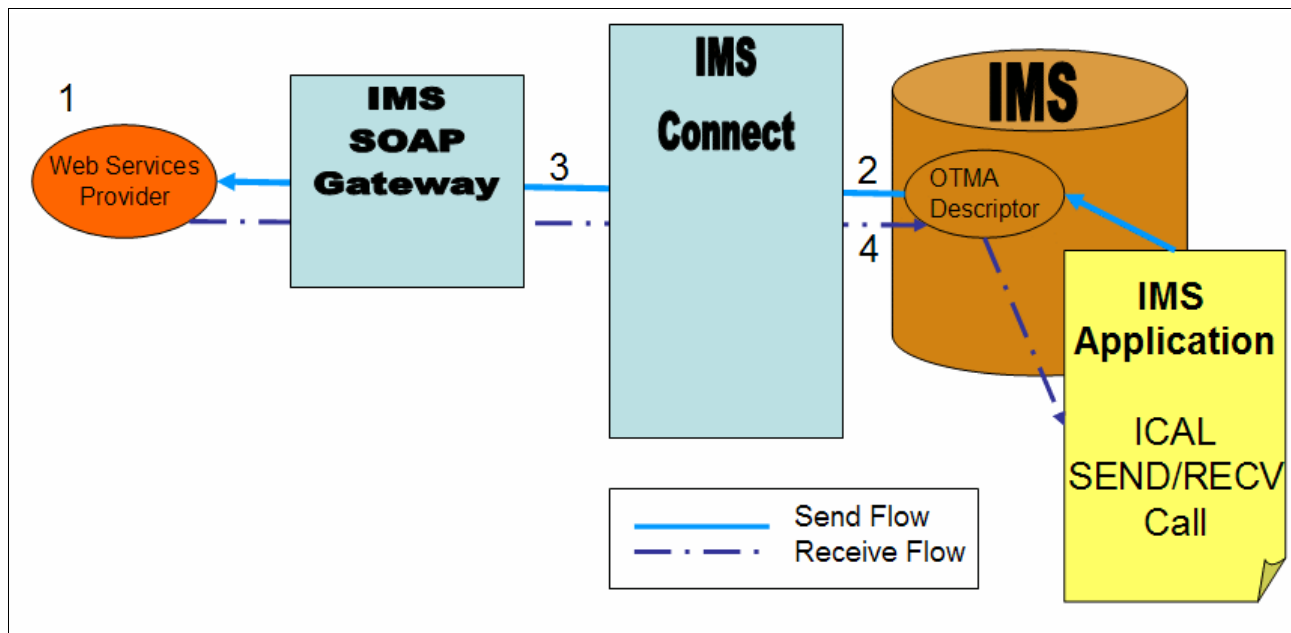 1
Web Services
Provider
IMS
SOAP
Gateway
3
IMS
Connect
2
4
IMS
OTMA
Descriptor
IMS
Application
ICAL
SEND/RECV
Call
Send Flow
Receive Flow